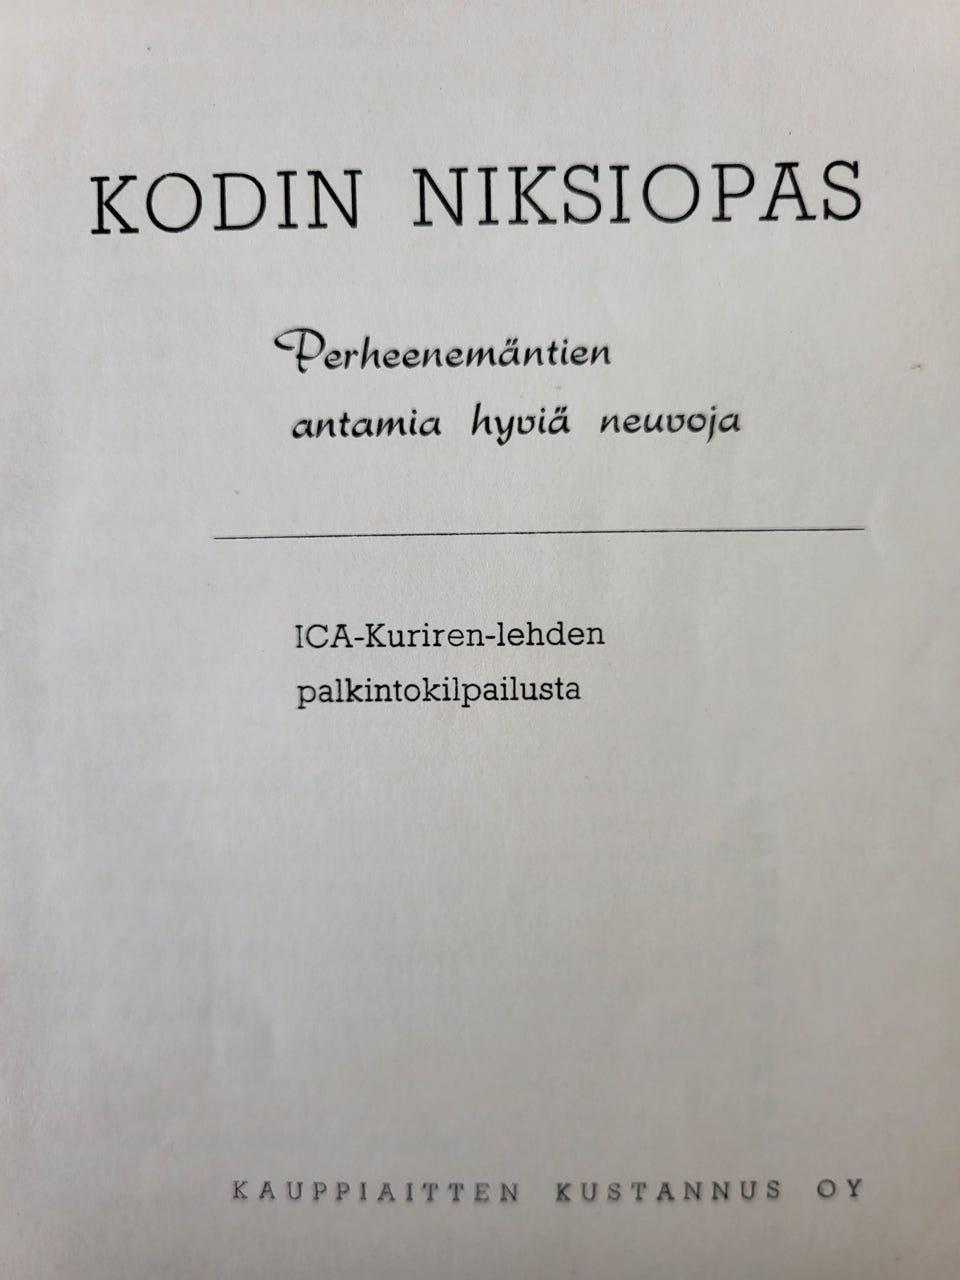 KODIN NIKSIOPAS
Perheenemäntien
antamia hyviä neuvoja
ICA-Kuriren-lehden
palkintokilpailusta
KAUPPIAITTEN KUSTANNUS OY